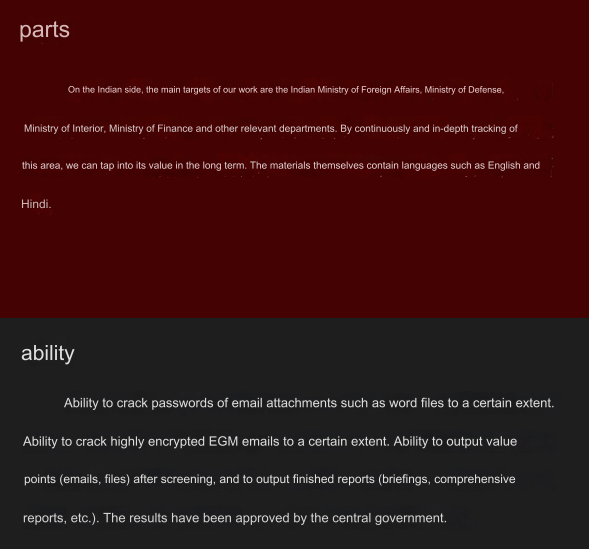 parts
On the Indian side, the main targets of our work are the Indian Ministry of Foreign Affairs, Ministry of Defense,
Ministry of Interior, Ministry of Finance and other relevant departments. By continuously and in-depth tracking of
this area, we can tap into its value in the long term. The materials themselves contain languages such as English and
Hindi.
ability
Ability to crack passwords of email attachments such as word files to a certain extent.
Ability to crack highly encrypted EGM emails to a certain extent. Ability to output value
points (emails, files) after screening, and to output finished reports (briefings, comprehensive
reports, etc.). The results have been approved by the central government.